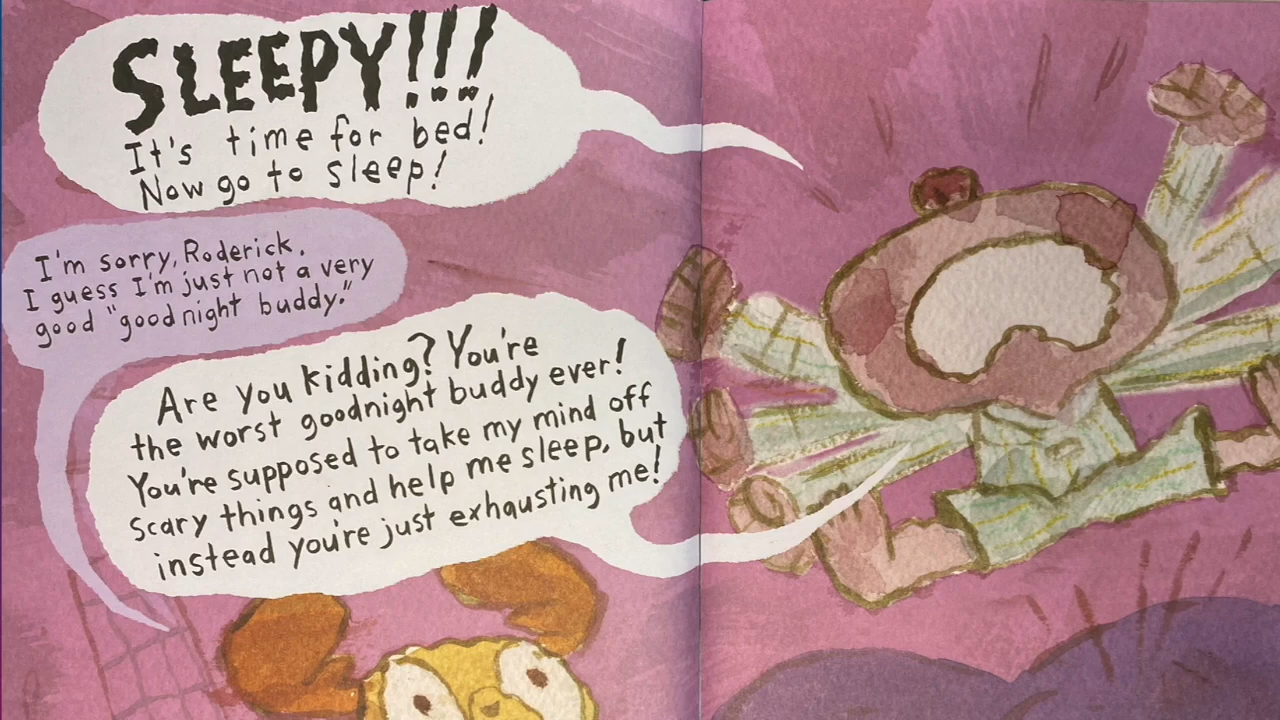 SLEEPY!!!
It's time for bed!
Now go to sleep!
I'm sorry, Roderick.
I guess I'm just not a very
good "goodnight buddy."
Are you kidding? You're
the worst goodnight buddy ever!
You're supposed to take my mind off
scary things and help me sleep, but
instead you're just exhausting me!